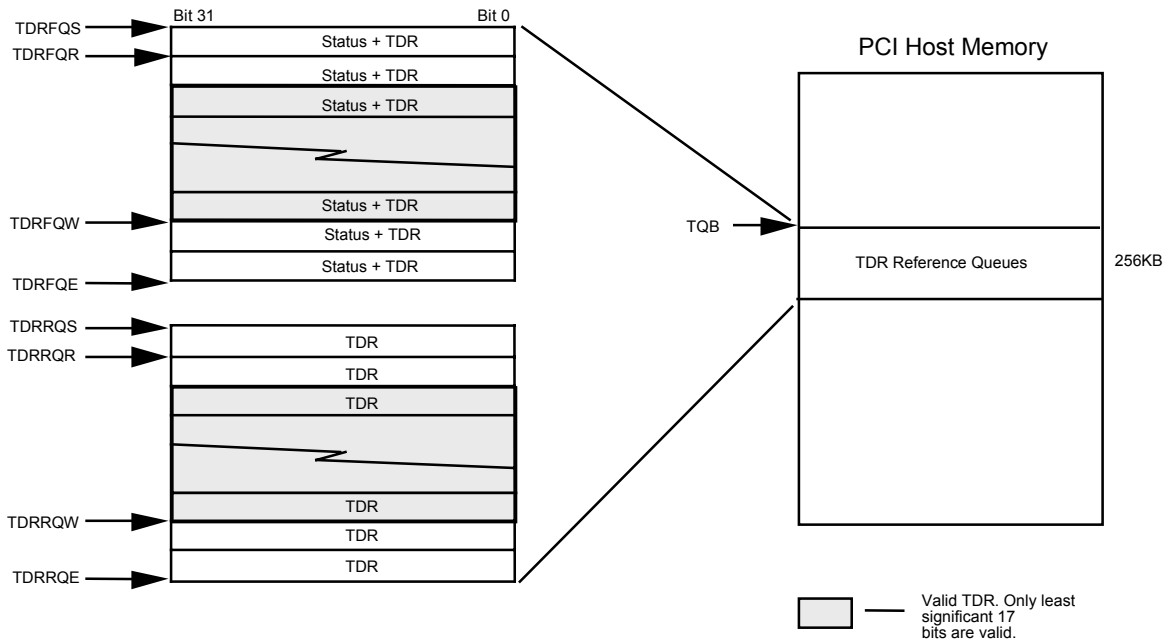 Bit 31 Bit 0
TDRFQS
Status + TDR
TDRFQR
Status + TDR
Status + TDR
Status + TDR
TDRFQW
Status + TDR
Status + TDR
TDRFQE
TDRRQS
TDR
TDRRQR
TDR
TDR
TDR
TDRRQW
TDR
TDR
TDRRQE
PCI Host Memory
TQB
TDR Reference Queues
256KB
Valid TDR. Only least
significant 17
bits are valid.